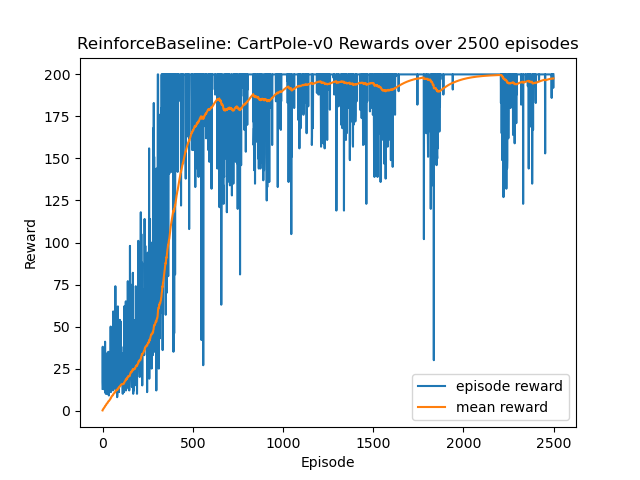 ReinforceBaseline: CartPole-v0 Rewards over 2500 episodes
200
175
150
125
100
75
50
25
0
Reward
0 500 1000 1500 2000 2500
Episode
episode reward
mean reward